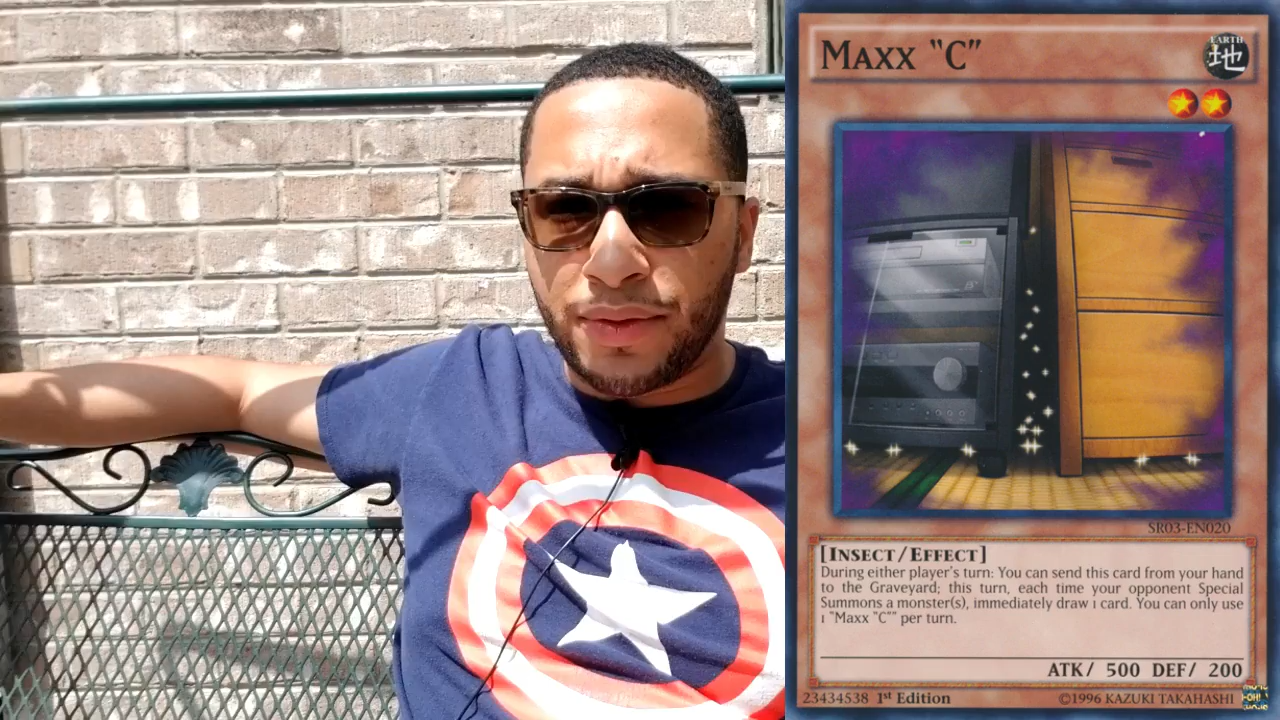 MAXX "C"
EARTH
地
SR03-EN020
[INSECT/EFFECT]
During either player's turn: You can send this card from your hand
to the Graveyard; this turn, each time your opponent Special
Summons a monster(s), immediately draw 1 card. You can only use
1 "Maxx "C"" per turn.
ATK/ 500 DEF/ 200
23434538 1st Edition
©1996 KAZUKI TAKAHASHI